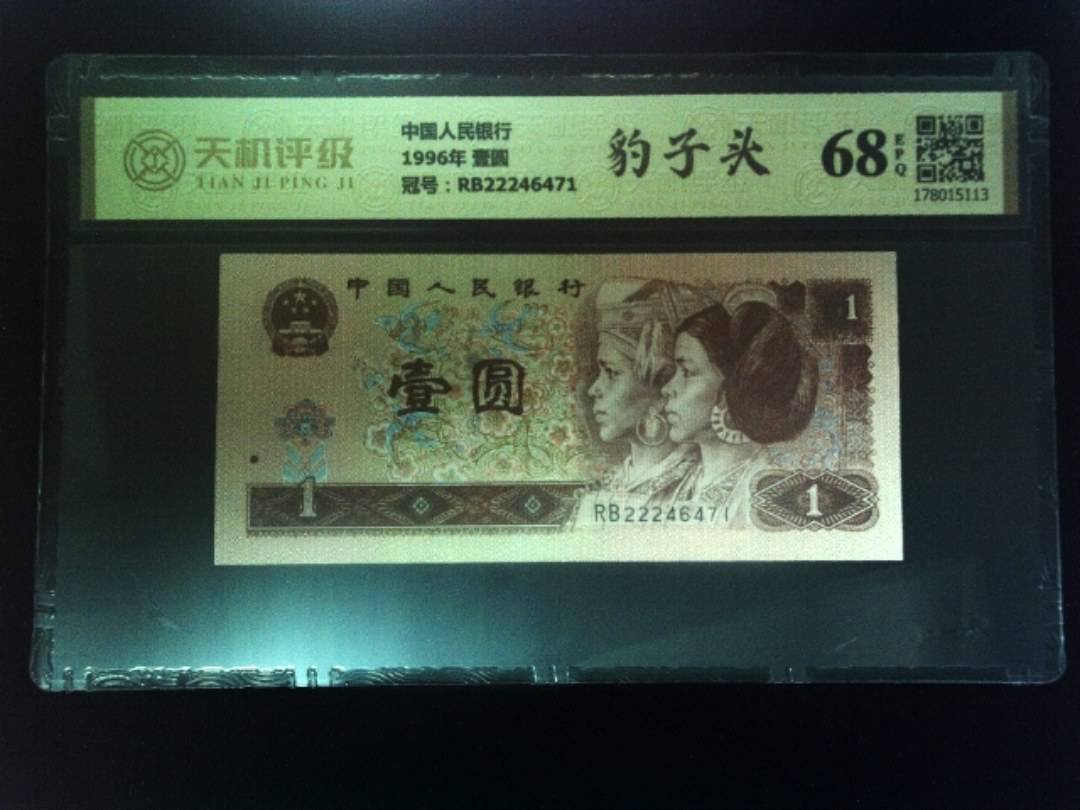 天机评级
TIAN JI PING JI
中国人民银行
1996年 壹圆
冠号：RB22246471
豹子头
68
EPQ
178015113
中国人民银行
1
壹圆
1
RB22246471
1